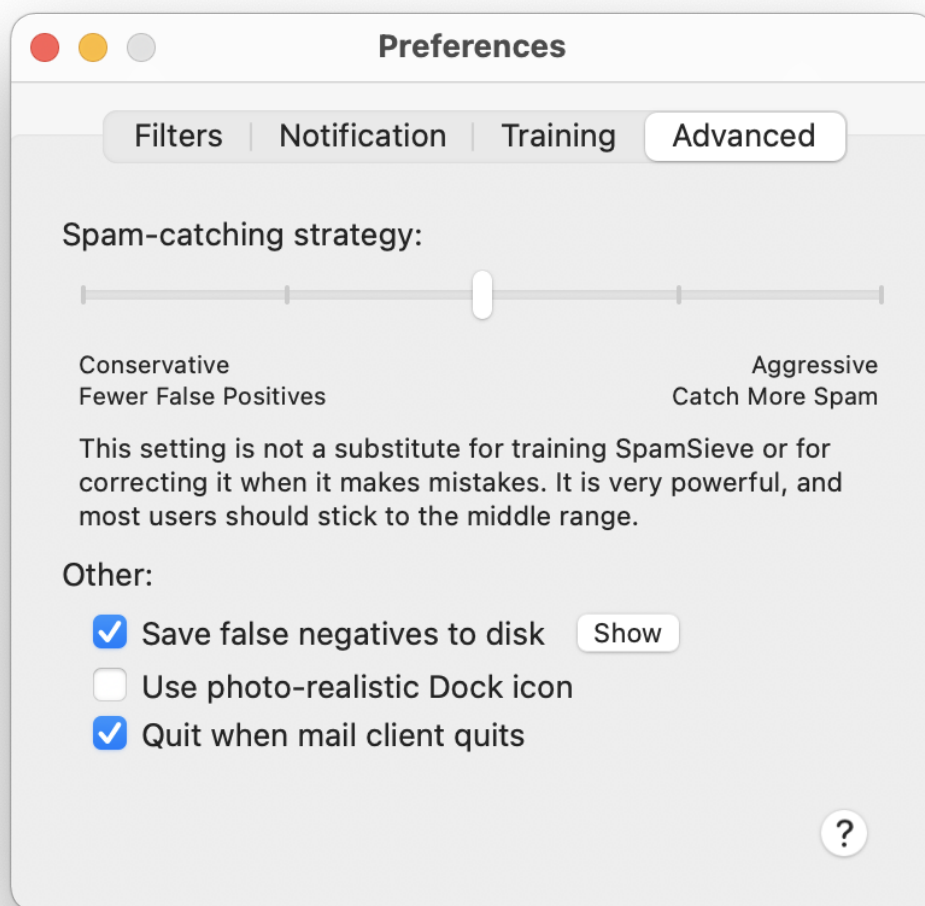 Preferences
Filters
Notification
Training
Advanced
Spam-catching strategy:
Conservative
Fewer False Positives
Aggressive
Catch More Spam
This setting is not a substitute for training SpamSieve or for
correcting it when it makes mistakes. It is very powerful, and
most users should stick to the middle range.
Other:
Save false negatives to disk
Show
Use photo-realistic Dock icon
Quit when mail client quits
?